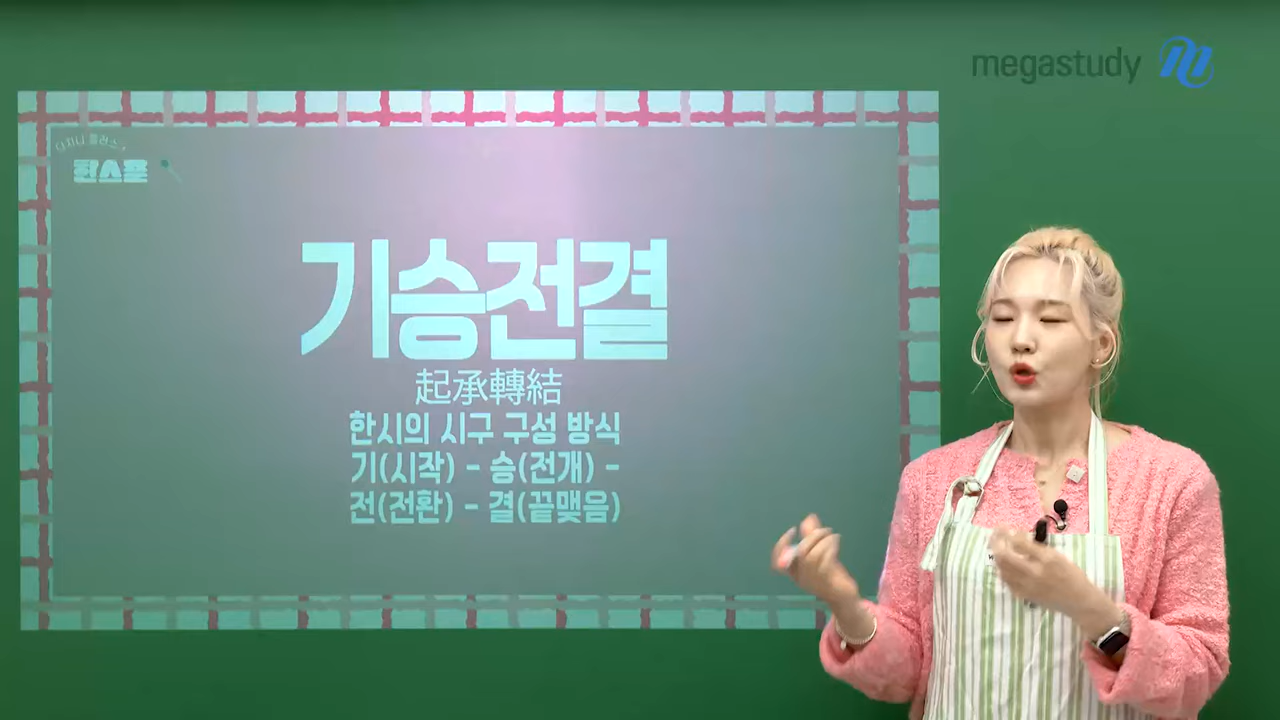 megastudy
기승전결
起承轉結
한시의 시구 구성 방식
기(시작) - 승(전개) -
전(전환) - 결(끝맺음)